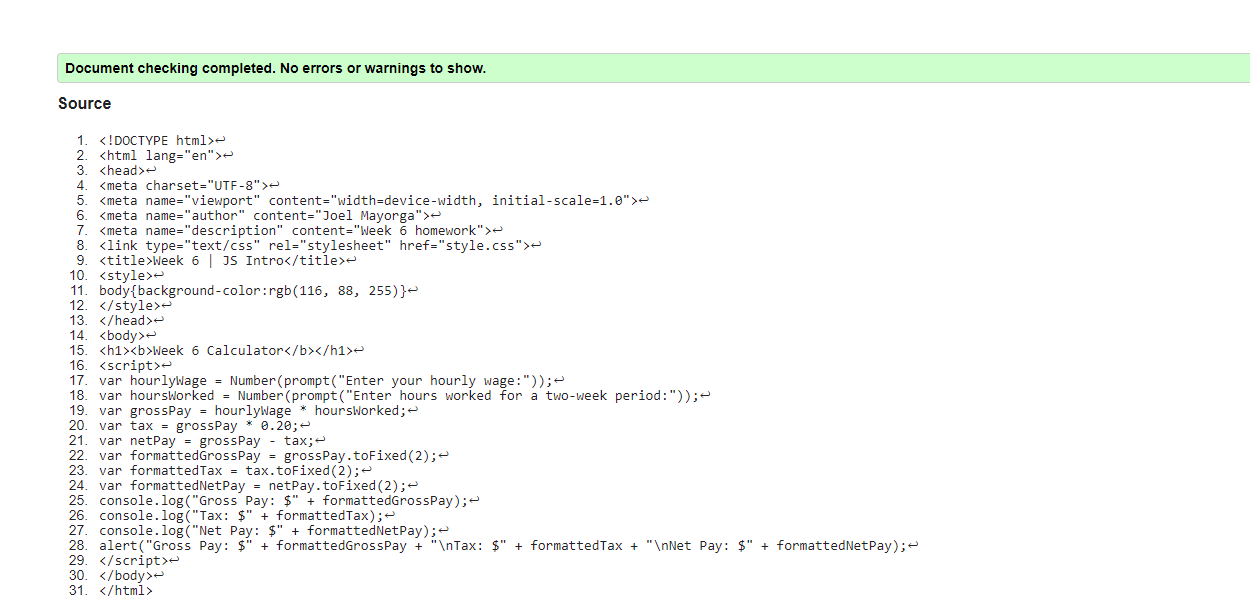 Document checking completed. No errors or warnings to show.
Source
1. <!DOCTYPE html>↩
2. <html lang="en">↩
3. <head>↩
4. <meta charset="UTF-8">↩
5. <meta name="viewport" content="width=device-width, initial-scale=1.0">↩
6. <meta name="author" content="Joel Mayorga">↩
7. <meta name="description" content="Week 6 homework">↩
8. <link type="text/css" rel="stylesheet" href="style.css">↩
9. <title>Week 6 | JS Intro</title>↩
10. <style>↩
11. body{background-color:rgb(116, 88, 255)}↩
12. </style>↩
13. </head>↩
14. <body>↩
15. <h1><b>Week 6 Calculator</b></h1>↩
16. <script>↩
17. var hourlyWage = Number(prompt("Enter your hourly wage:"));↩
18. var hoursWorked = Number(prompt("Enter hours worked for a two-week period:"));↩
19. var grossPay = hourlyWage * hoursWorked;↩
20. var tax = grossPay * 0.20;↩
21. var netPay = grossPay - tax;↩
22. var formattedGrossPay = grossPay.toFixed(2);↩
23. var formattedTax = tax.toFixed(2);↩
24. var formattedNetPay = netPay.toFixed(2);↩
25. console.log("Gross Pay: $" + formattedGrossPay);↩
26. console.log("Tax: $" + formattedTax);↩
27. console.log("Net Pay: $" + formattedNetPay);↩
28. alert("Gross Pay: $" + formattedGrossPay + "\nTax: $" + formattedTax + "\nNet Pay: $" + formattedNetPay);↩
29. </script>↩
30. </body>↩
31. </html>